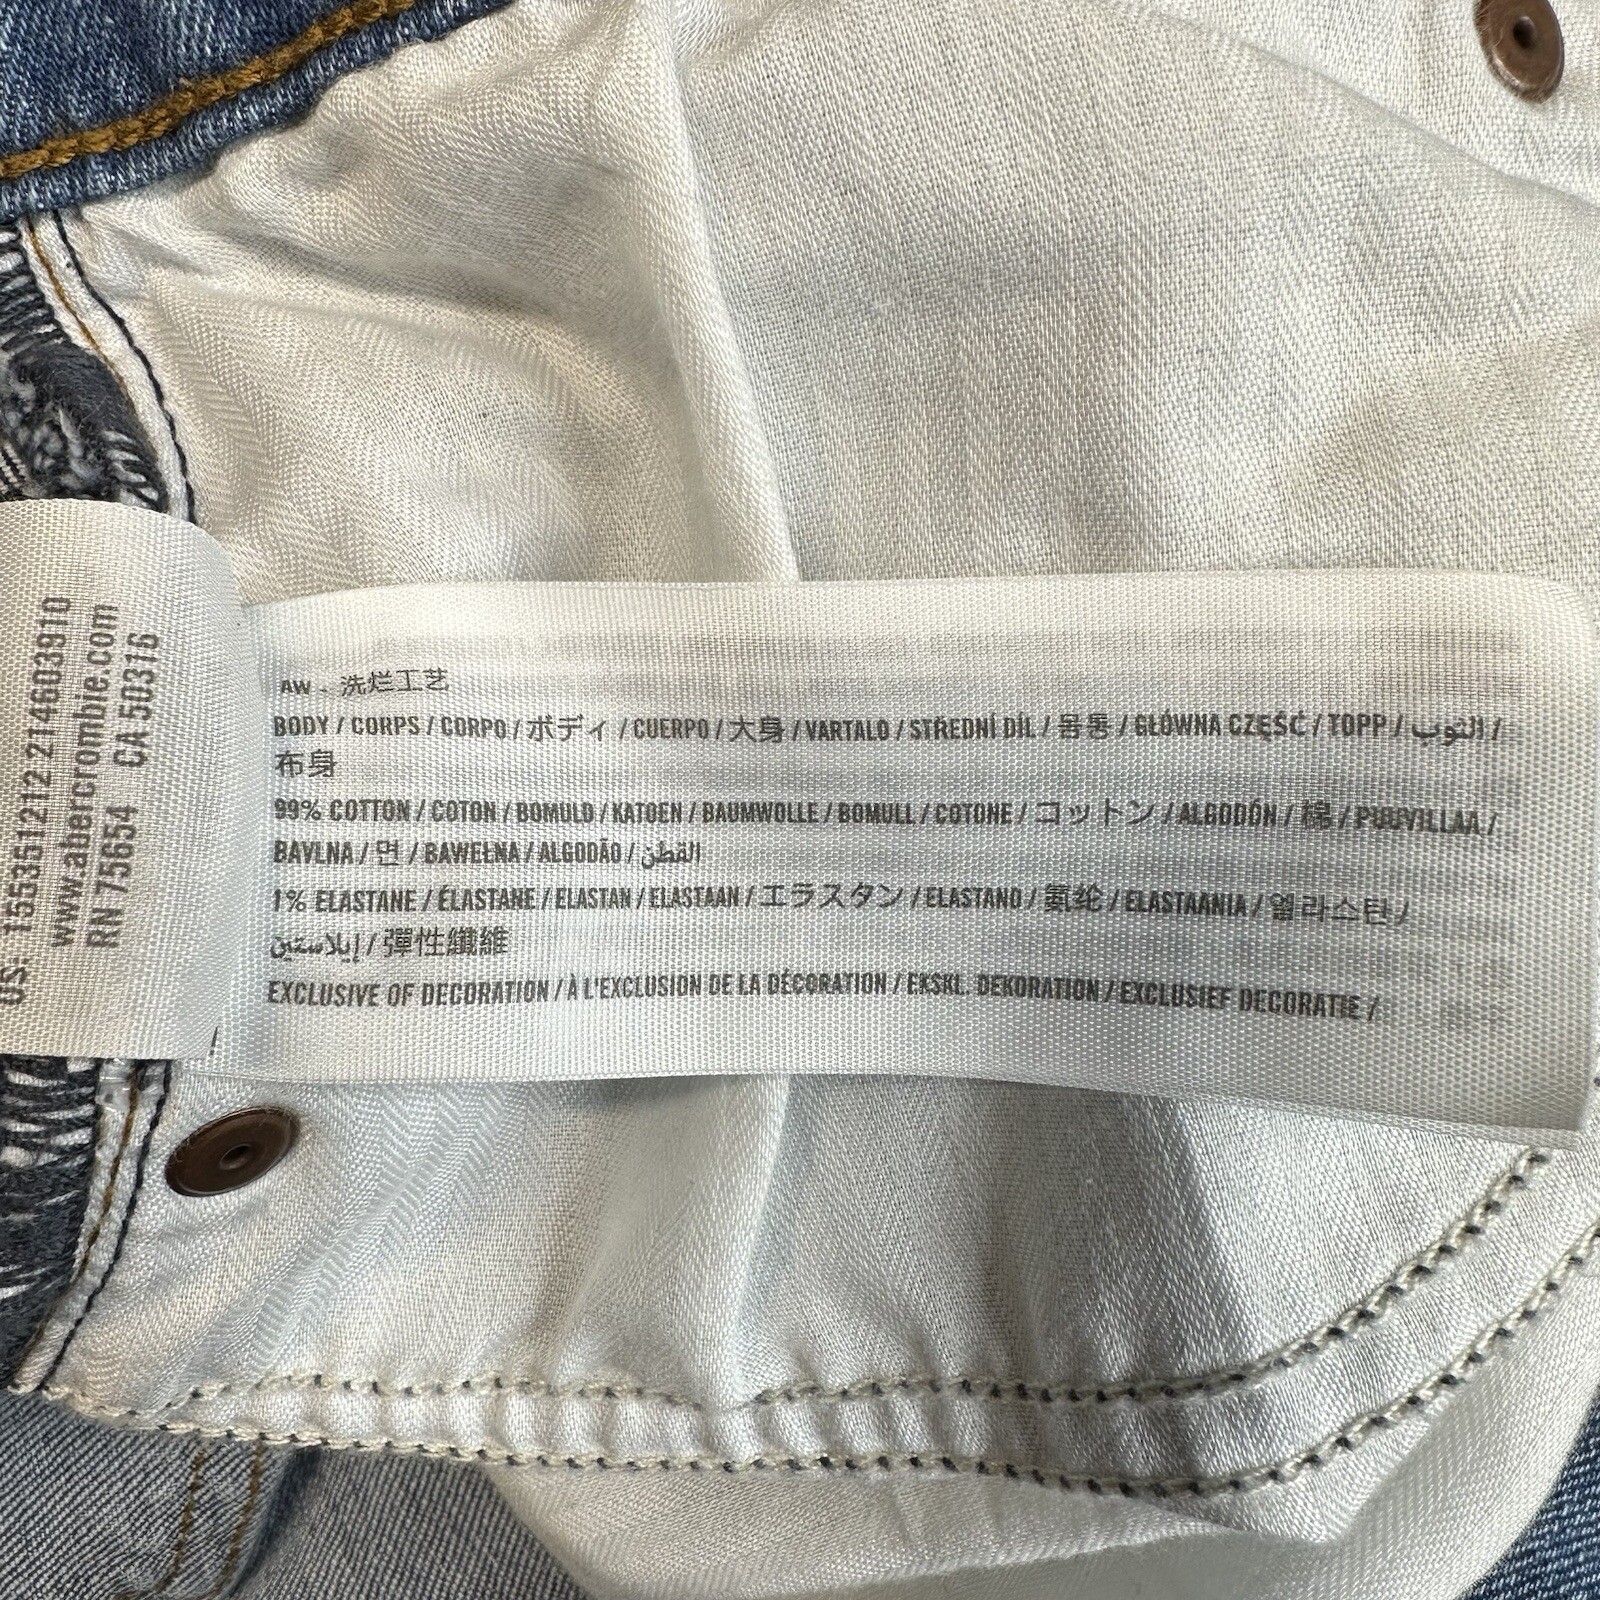 US: 155351212 214603910
www.abercrombie.com
RN 75654 CA 50316
AW - 洗烂工艺
BODY / CORPS / CORPO / ボディ / CUERPO / 大身 / VARTALO / STŘEDNÍ DÍL / 몸통 / GŁÓWNA CZĘŚĆ / TOPP / الثوب /
布身
99% COTTON / COTON / BOMULD / KATOEN / BAUMWOLLE / BOMULL / COTONE / コットン / ALGODÓN / 綿 / PUUVILLAA /
BAVLNA / 면 / BAWEŁNA / ALGODÃO / القطن
1% ELASTANE / ÉLASTANE / ELASTAN / ELASTAAN / エラスタン / ELASTANO / 氨纶 / ELASTAANIA / 엘라스탄 /
إيلاستين / 彈性纖維
EXCLUSIVE OF DECORATION / À L'EXCLUSION DE LA DÉCORATION / EKSKL. DEKORATION / EXCLUSIEF DECORATIE /